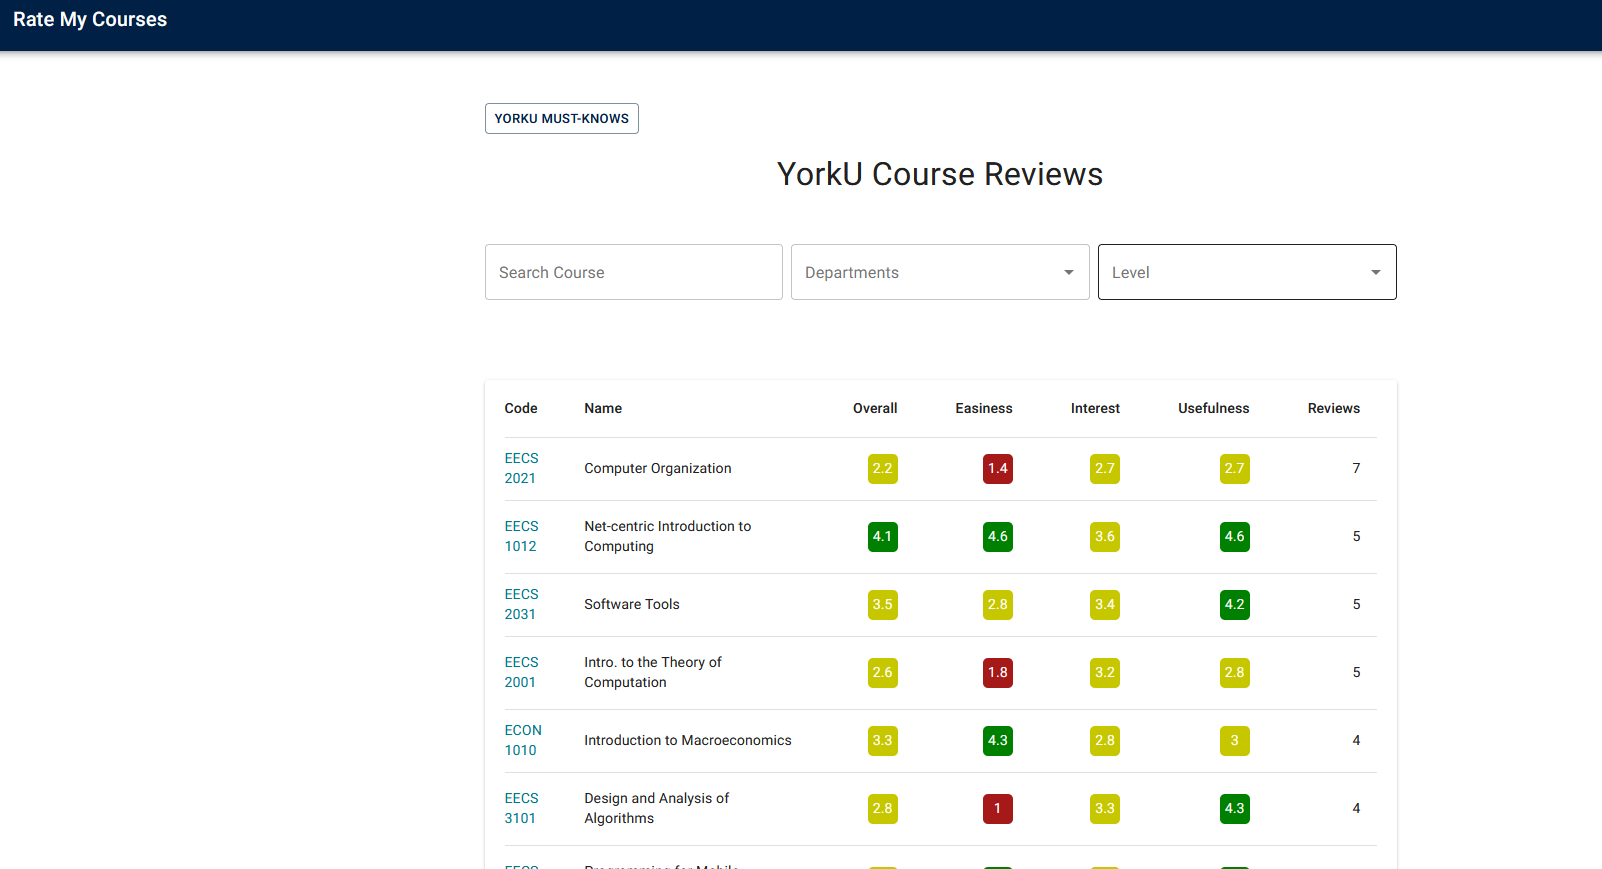 Rate My Courses
YORKU MUST-KNOWS
YorkU Course Reviews
Search Course Departments Level
Code Name Overall Easiness Interest Usefulness Reviews
EECS
2021 Computer Organization 2.2 1.4 2.7 2.7 7
EECS Net-centric Introduction to
1012 Computing 4.1 4.6 3.6 4.6 5
EECS
2031 Software Tools 3.5 2.8 3.4 4.2 5
EECS Intro. to the Theory of
2001 Computation 2.6 1.8 3.2 2.8 5
ECON
1010 Introduction to Macroeconomics 3.3 4.3 2.8 3 4
EECS Design and Analysis of
3101 Algorithms 2.8 1 3.3 4.3 4
EECS Programming for Mobile